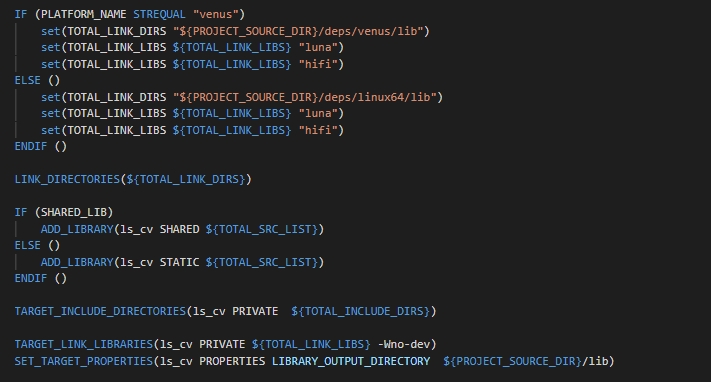 IF (PLATFORM_NAME STREQUAL "venus")
    set(TOTAL_LINK_DIRS "${PROJECT_SOURCE_DIR}/deps/venus/lib")
    set(TOTAL_LINK_LIBS ${TOTAL_LINK_LIBS} "luna")
    set(TOTAL_LINK_LIBS ${TOTAL_LINK_LIBS} "hifi")
ELSE ()
    set(TOTAL_LINK_DIRS "${PROJECT_SOURCE_DIR}/deps/linux64/lib")
    set(TOTAL_LINK_LIBS ${TOTAL_LINK_LIBS} "luna")
    set(TOTAL_LINK_LIBS ${TOTAL_LINK_LIBS} "hifi")
ENDIF ()

LINK_DIRECTORIES(${TOTAL_LINK_DIRS})

IF (SHARED_LIB)
    ADD_LIBRARY(ls_cv SHARED ${TOTAL_SRC_LIST})
ELSE ()
    ADD_LIBRARY(ls_cv STATIC ${TOTAL_SRC_LIST})
ENDIF ()

TARGET_INCLUDE_DIRECTORIES(ls_cv PRIVATE  ${TOTAL_INCLUDE_DIRS})

TARGET_LINK_LIBRARIES(ls_cv PRIVATE ${TOTAL_LINK_LIBS} -Wno-dev)
SET_TARGET_PROPERTIES(ls_cv PROPERTIES LIBRARY_OUTPUT_DIRECTORY  ${PROJECT_SOURCE_DIR}/lib)